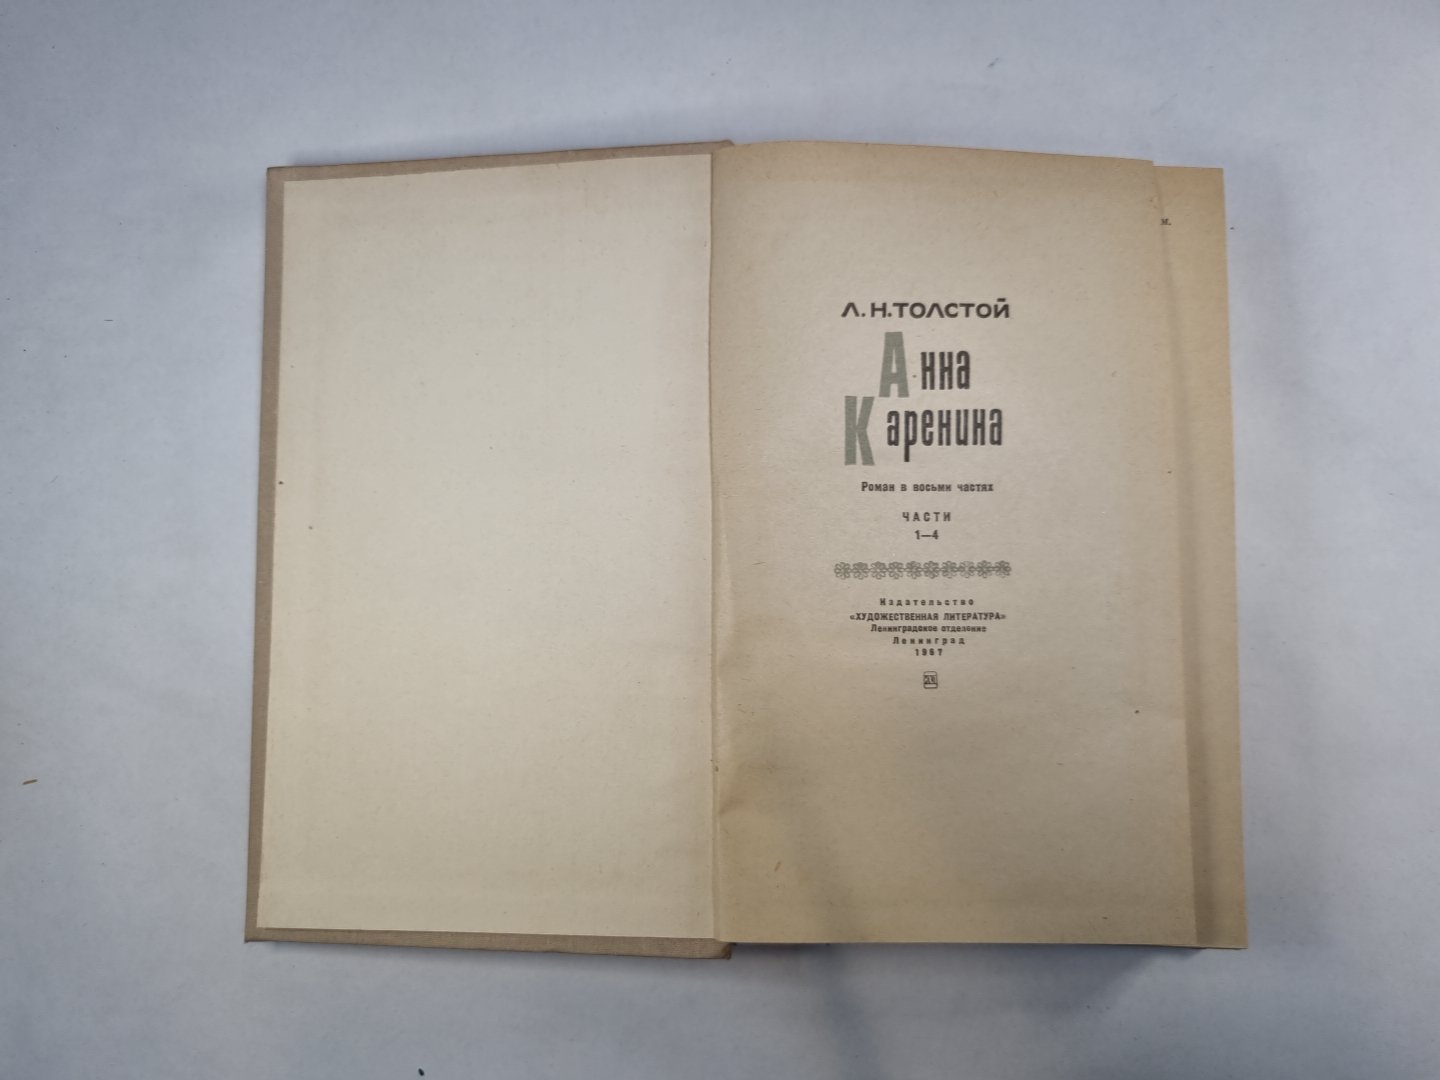 Л. Н. ТОЛСТОЙ
Анна
Каренина
Роман в восьми частях
ЧАСТИ
1—4
Издательство
«ХУДОЖЕСТВЕННАЯ ЛИТЕРАТУРА»
Ленинградское отделение
Ленинград
1967
м.